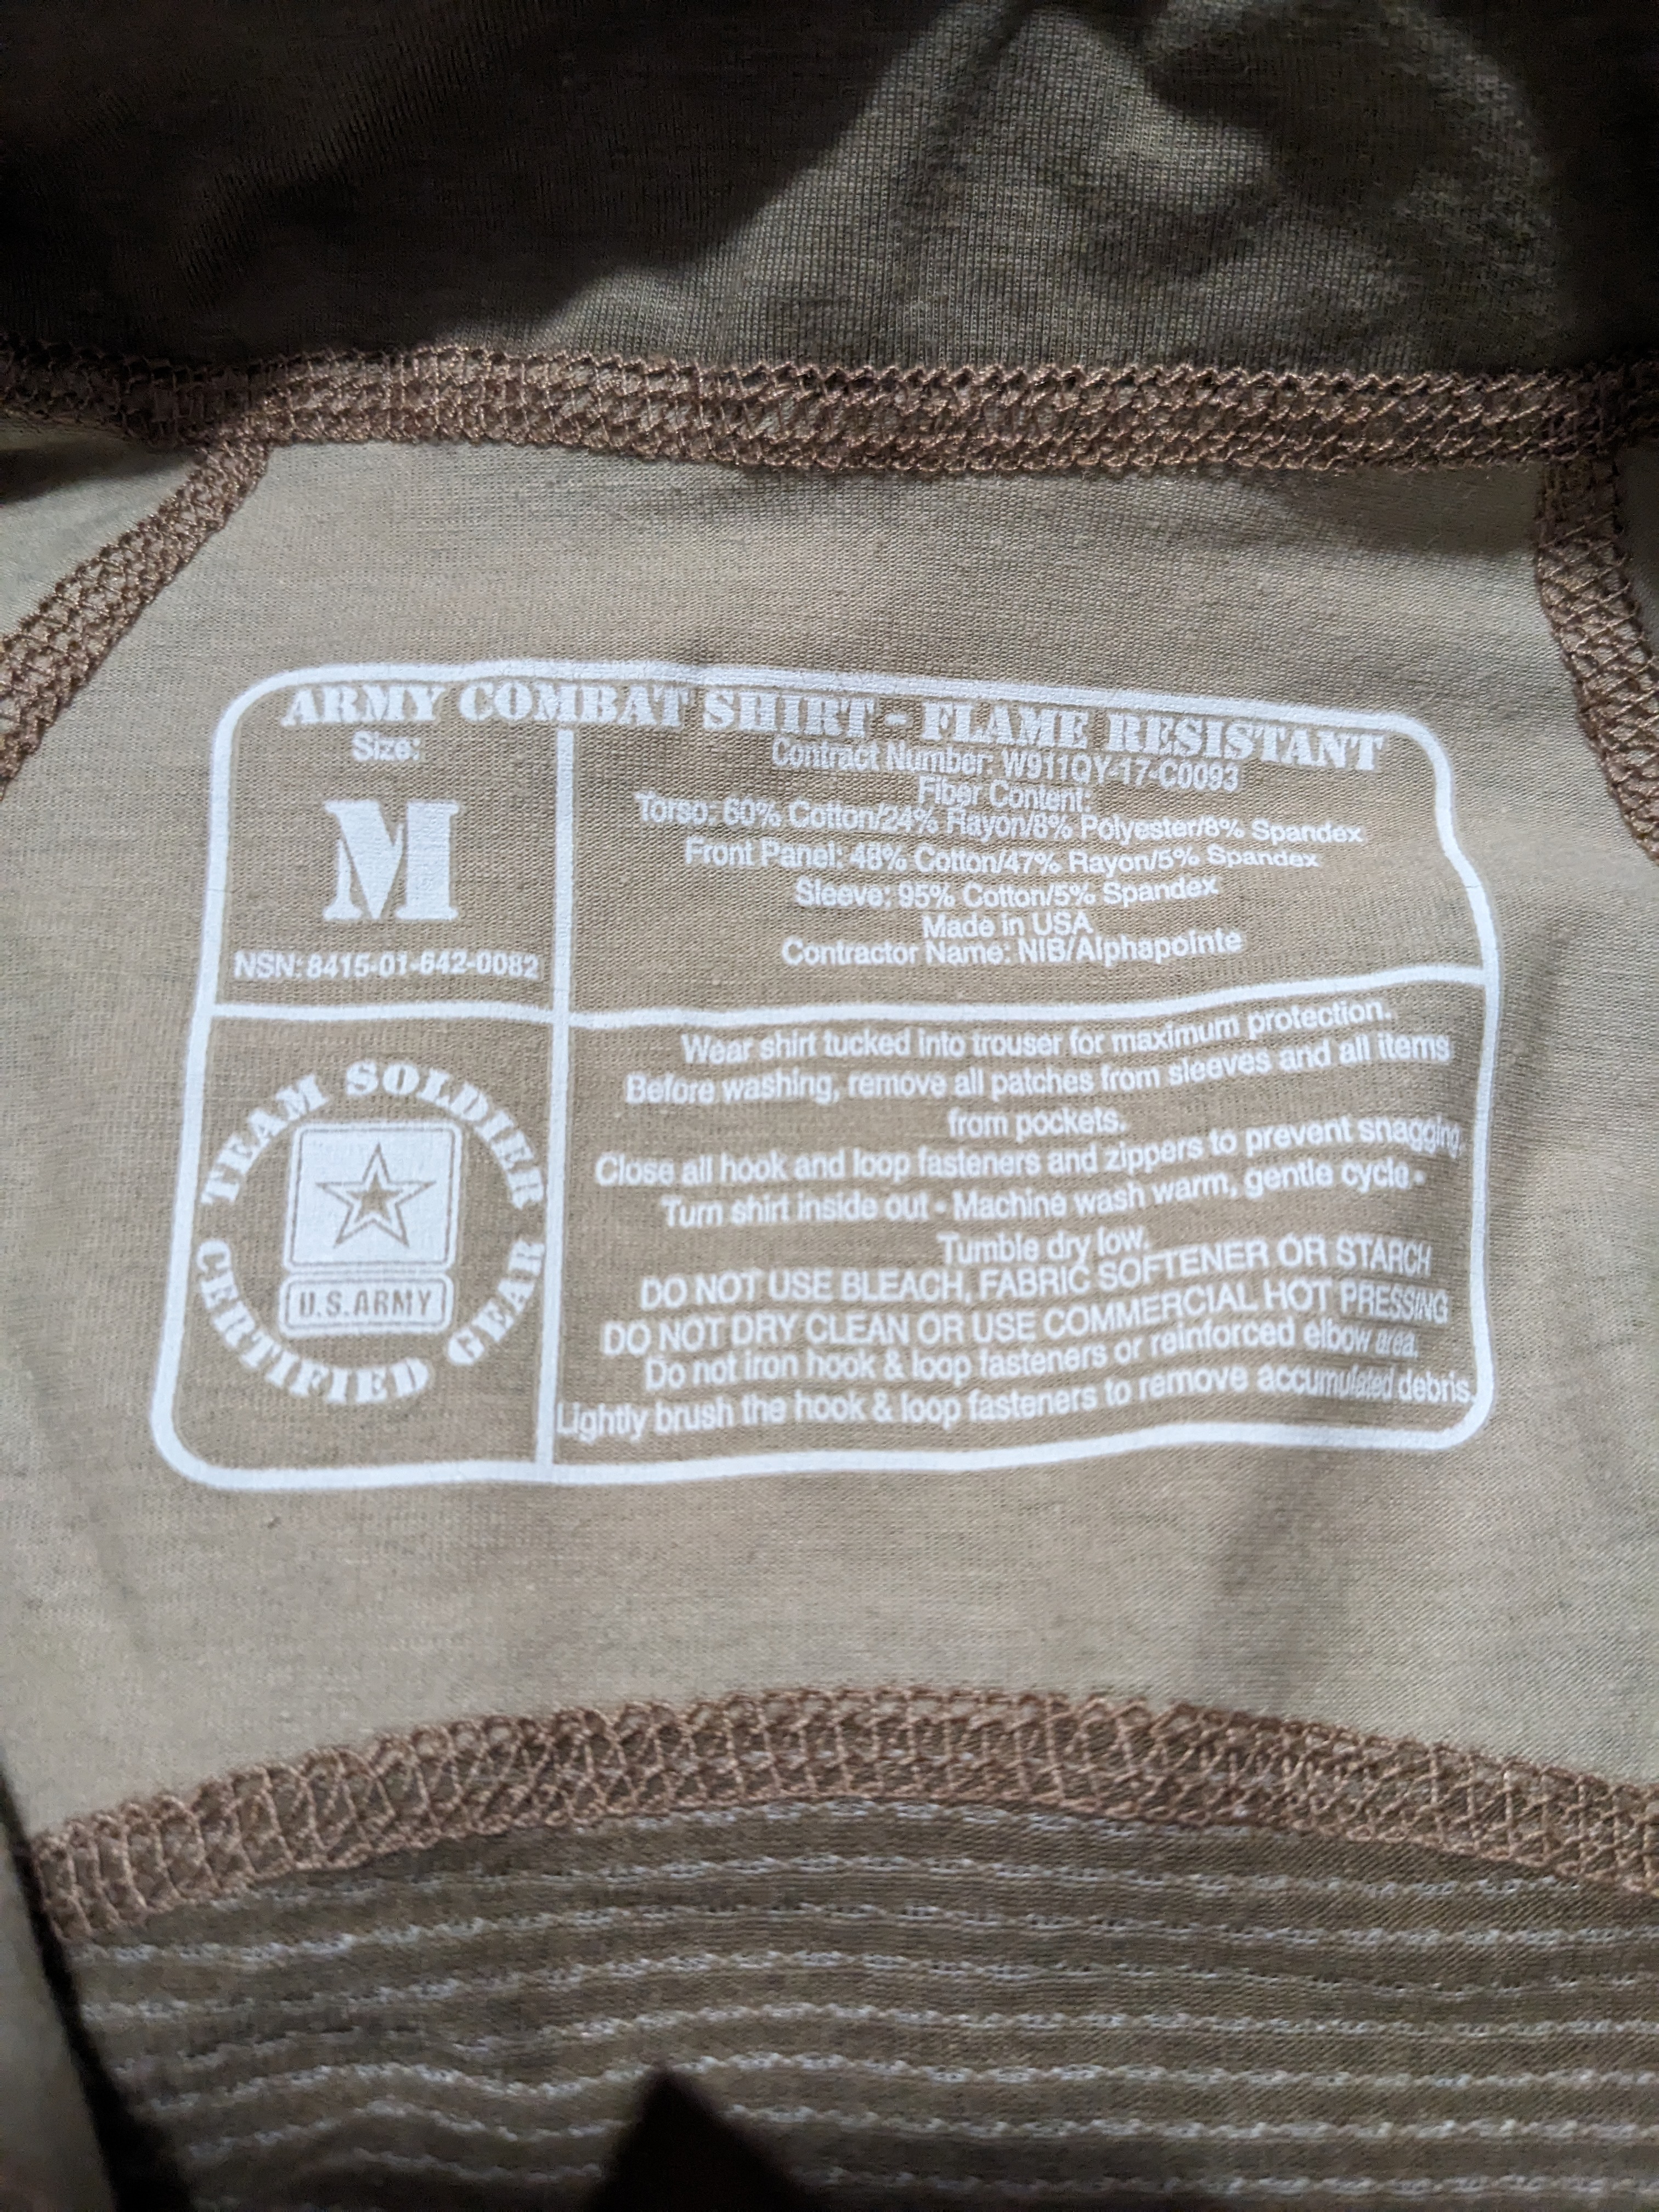 ARMY COMBAT SHIRT - FLAME RESISTANT
Size:
M
NSN: 8415-01-642-0082
Contract Number: W911QY-17-C0093
Fiber Content:
Torso: 60% Cotton/24% Rayon/8% Polyester/8% Spandex
Front Panel: 48% Cotton/47% Rayon/5% Spandex
Sleeve: 95% Cotton/5% Spandex
Made in USA
Contractor Name: NIB/Alphapointe
TEAM SOLDIER
U.S.ARMY
CERTIFIED GEAR
Wear shirt tucked into trouser for maximum protection.
Before washing, remove all patches from sleeves and all items
from pockets.
Close all hook and loop fasteners and zippers to prevent snagging.
Turn shirt inside out - Machine wash warm, gentle cycle -
Tumble dry low.
DO NOT USE BLEACH, FABRIC SOFTENER OR STARCH
DO NOT DRY CLEAN OR USE COMMERCIAL HOT PRESSING
Do not iron hook & loop fasteners or reinforced elbow area.
Lightly brush the hook & loop fasteners to remove accumulated debris.